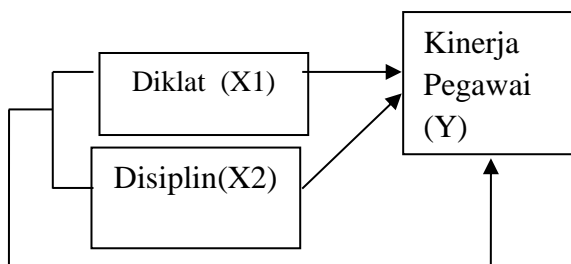 Diklat (X1)
Disiplin(X2)
Kinerja
Pegawai
(Y)